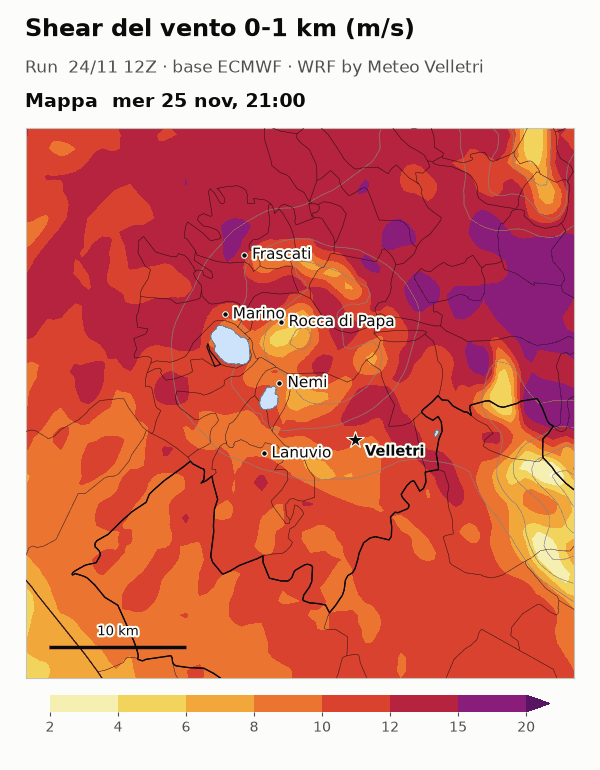 Shear del vento 0-1 km (m/s)
Run  24/11 12Z · base ECMWF · WRF by Meteo Velletri
Mappa  mer 25 nov, 21:00
Frascati
Marino
Rocca di Papa
Nemi
Lanuvio
Velletri
10 km
2 4 6 8 10 12 15 20